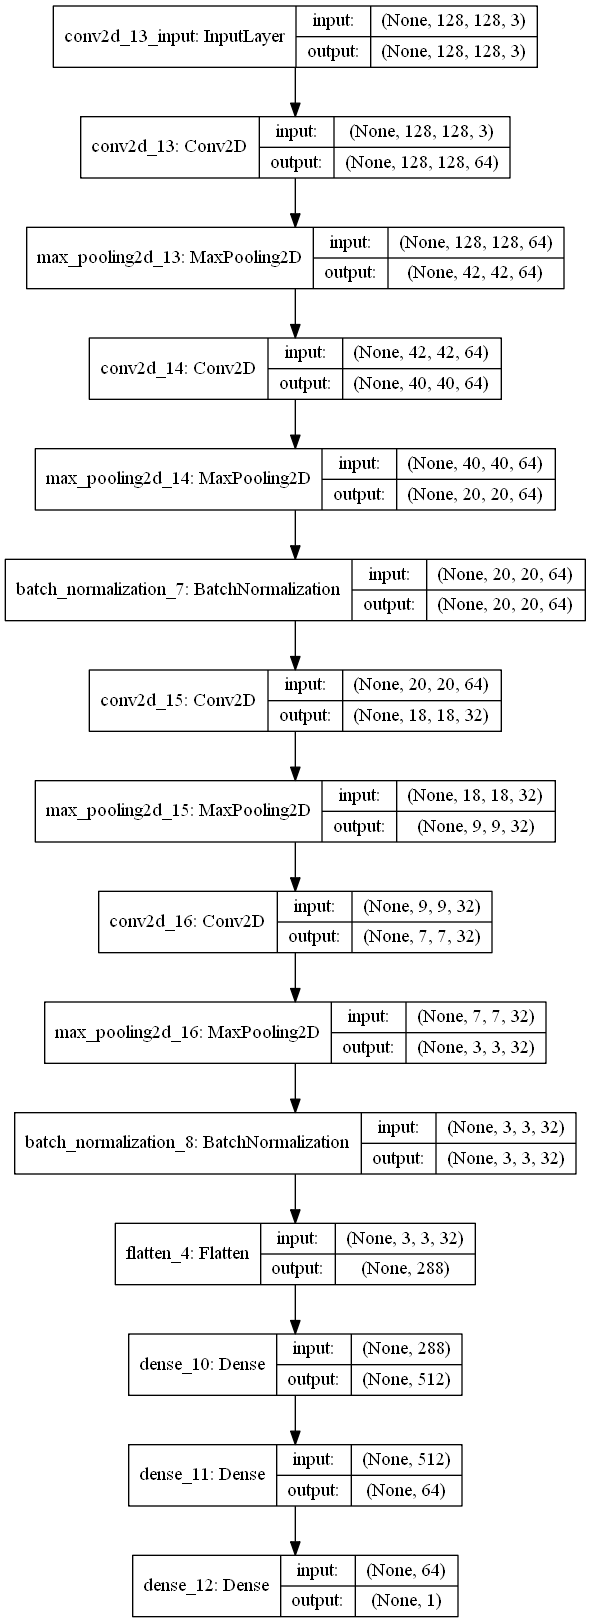 conv2d_13_input: InputLayer input: (None, 128, 128, 3)
output: (None, 128, 128, 3)
conv2d_13: Conv2D input: (None, 128, 128, 3)
output: (None, 128, 128, 64)
max_pooling2d_13: MaxPooling2D input: (None, 128, 128, 64)
output: (None, 42, 42, 64)
conv2d_14: Conv2D input: (None, 42, 42, 64)
output: (None, 40, 40, 64)
max_pooling2d_14: MaxPooling2D input: (None, 40, 40, 64)
output: (None, 20, 20, 64)
batch_normalization_7: BatchNormalization input: (None, 20, 20, 64)
output: (None, 20, 20, 64)
conv2d_15: Conv2D input: (None, 20, 20, 64)
output: (None, 18, 18, 32)
max_pooling2d_15: MaxPooling2D input: (None, 18, 18, 32)
output: (None, 9, 9, 32)
conv2d_16: Conv2D input: (None, 9, 9, 32)
output: (None, 7, 7, 32)
max_pooling2d_16: MaxPooling2D input: (None, 7, 7, 32)
output: (None, 3, 3, 32)
batch_normalization_8: BatchNormalization input: (None, 3, 3, 32)
output: (None, 3, 3, 32)
flatten_4: Flatten input: (None, 3, 3, 32)
output: (None, 288)
dense_10: Dense input: (None, 288)
output: (None, 512)
dense_11: Dense input: (None, 512)
output: (None, 64)
dense_12: Dense input: (None, 64)
output: (None, 1)